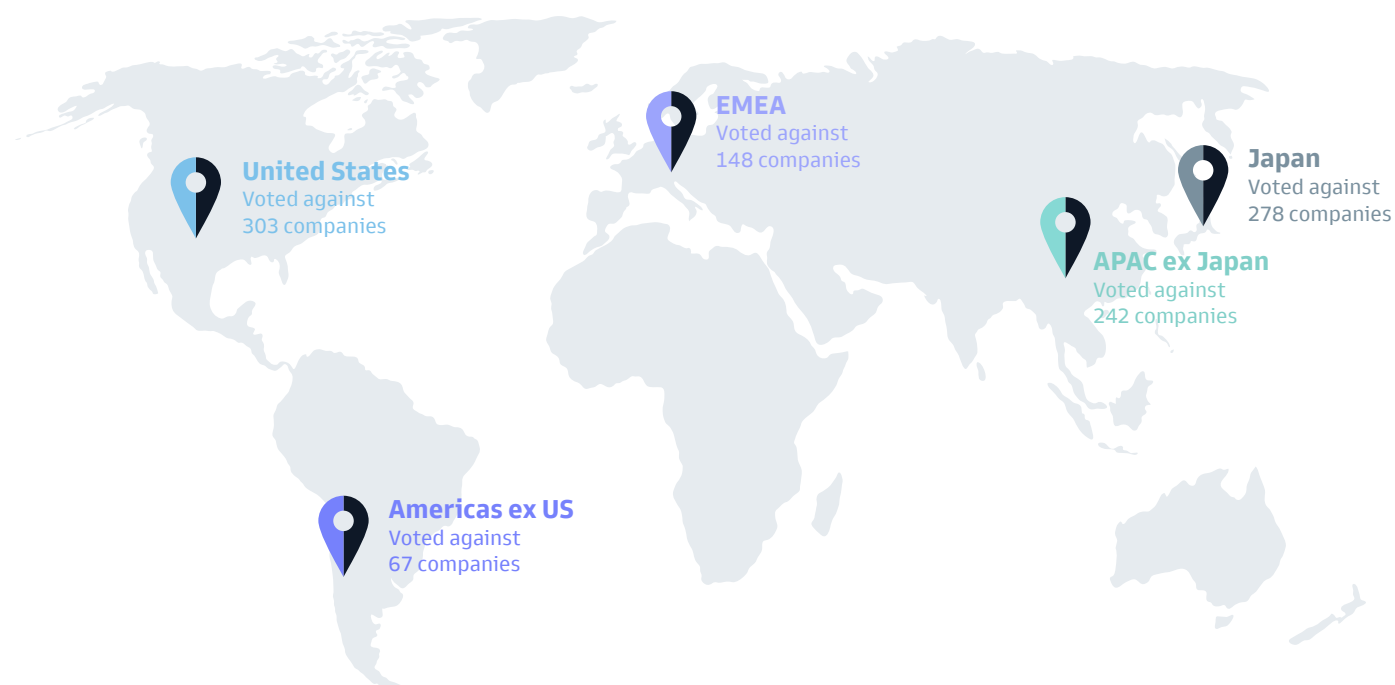 EMEA
Voted against
148 companies
United States
Voted against
303 companies
Japan
Voted against
278 companies
APAC ex Japan
Voted against
242 companies
Americas ex US
Voted against
67 companies